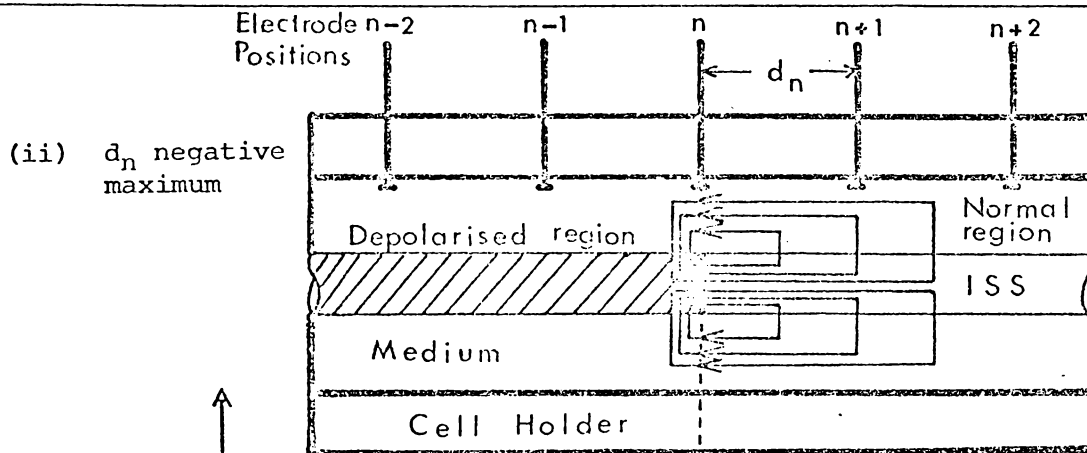 Electrode n-2 n-1 n n+1 n+2
Positions
d_n
(ii) d_n negative
maximum
Depolarised region
Normal
region
ISS
Medium
Cell Holder